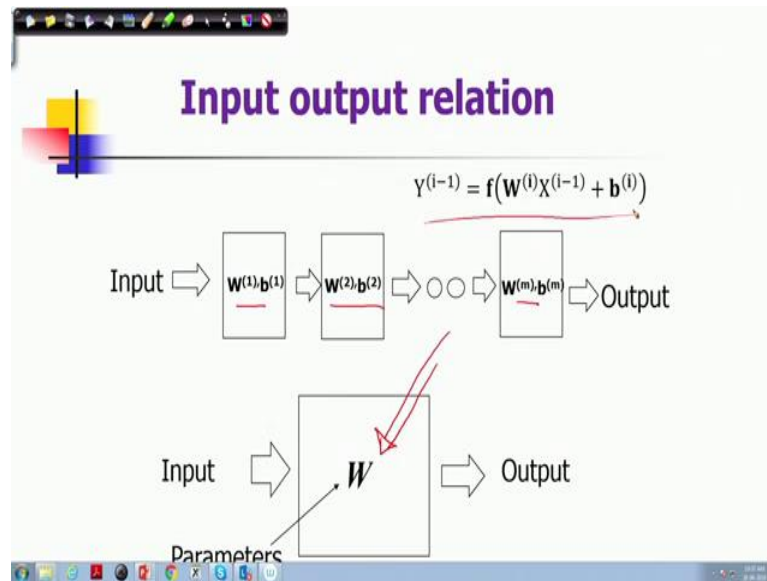 Input output relation
Y^(i−1) = f(W^(i)X^(i−1) + b^(i))
Input W^(1),b^(1) W^(2),b^(2) W^(m),b^(m) Output
Input W Output
Parameters